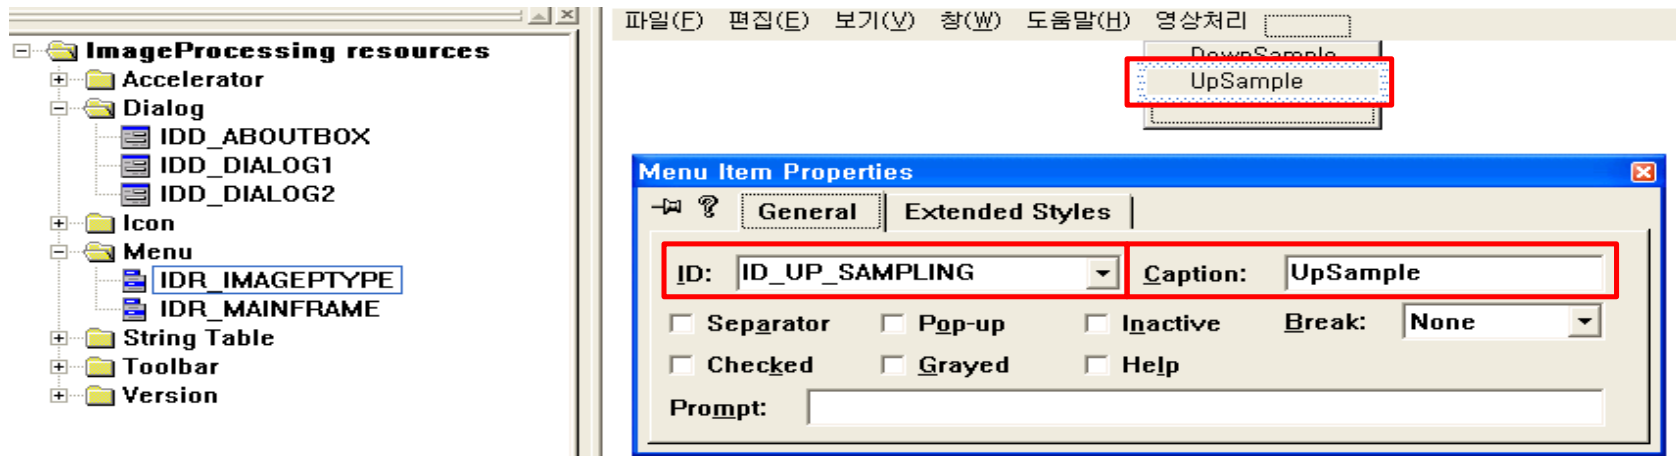 ImageProcessing resources
Accelerator
Dialog
IDD_ABOUTBOX
IDD_DIALOG1
IDD_DIALOG2
Icon
Menu
IDR_IMAGEPTYPE
IDR_MAINFRAME
String Table
Toolbar
Version
파일(F) 편집(E) 보기(V) 창(W) 도움말(H) 영상처리
DownSample
UpSample
Menu Item Properties
General Extended Styles
ID: ID_UP_SAMPLING Caption: UpSample
Separator Pop-up Inactive Break: None
Checked Grayed Help
Prompt: